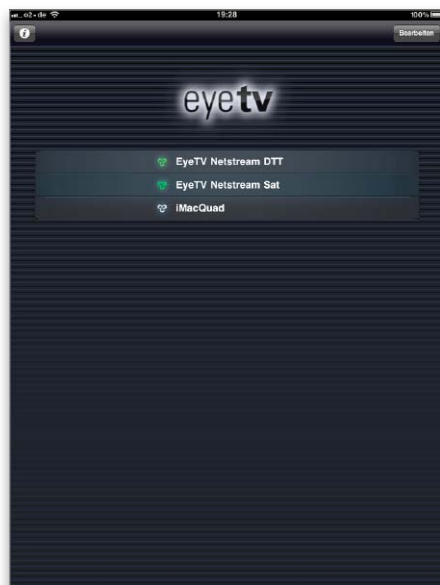 o2-de 19:28 100%
i Bearbeiten
eyetv
EyeTV Netstream DTT
EyeTV Netstream Sat
iMacQuad